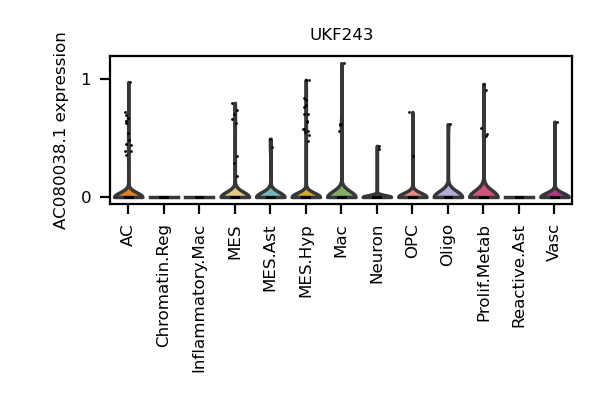 UKF243
AC080038.1 expression
1
0
AC
Chromatin.Reg
Inflammatory.Mac
MES
MES.Ast
MES.Hyp
Mac
Neuron
OPC
Oligo
Prolif.Metab
Reactive.Ast
Vasc